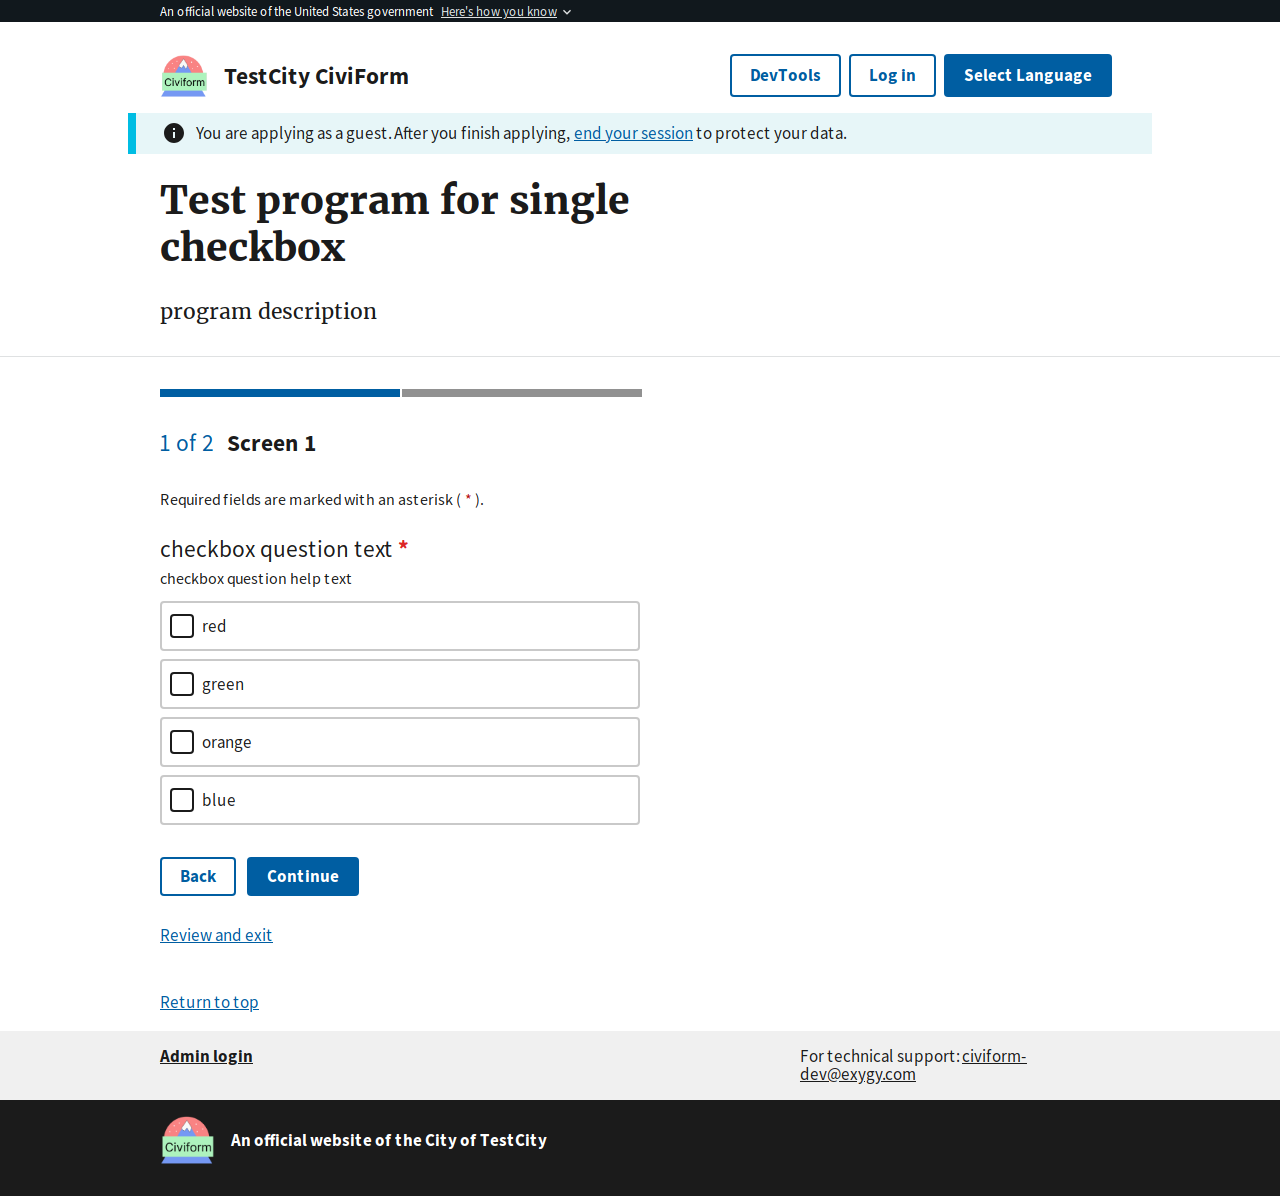 An official website of the United States government Here's how you know
Civiform
TestCity CiviForm
DevTools
Log in
Select Language
You are applying as a guest. After you finish applying, end your session to protect your data.
Test program for single
checkbox
program description
1 of 2 Screen 1
Required fields are marked with an asterisk ( * ).
checkbox question text *
checkbox question help text
red
green
orange
blue
Back
Continue
Review and exit
Return to top
Admin login
For technical support: civiform-
dev@exygy.com
Civiform
An official website of the City of TestCity